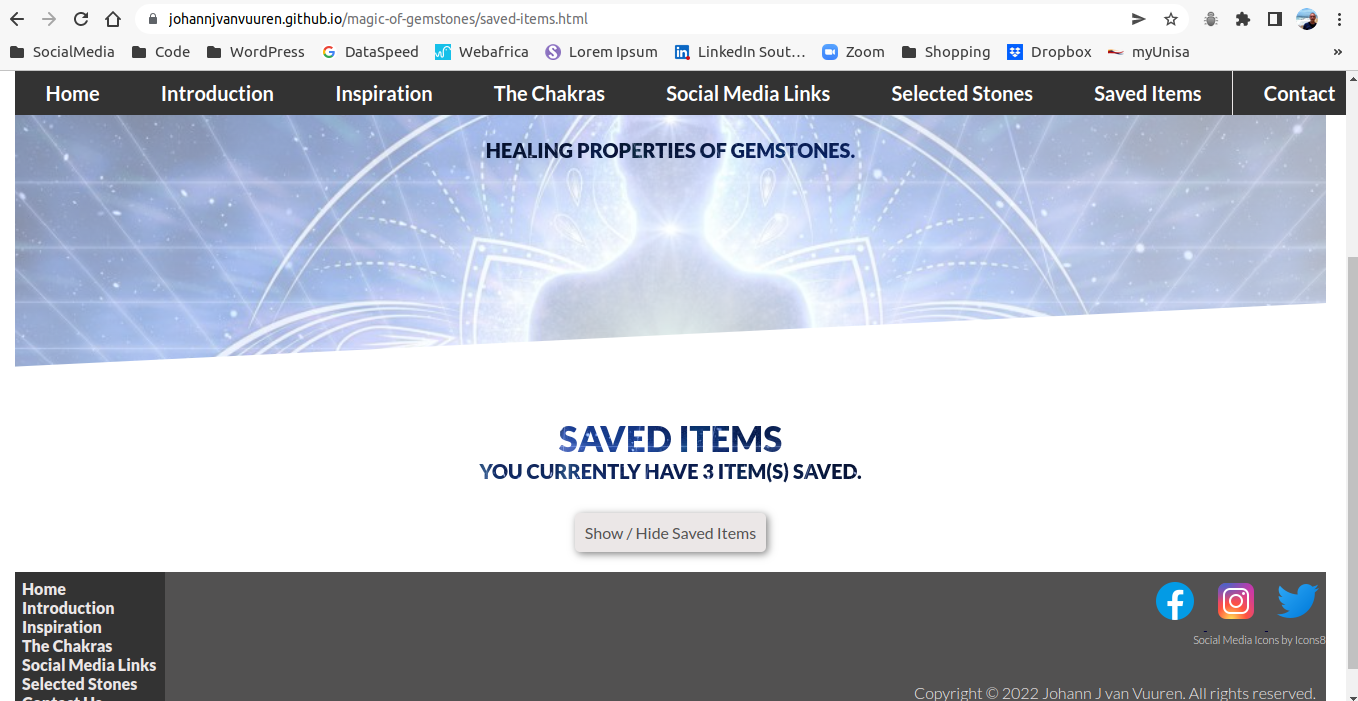 johannjvanvuuren.github.io/magic-of-gemstones/saved-items.html
SocialMedia Code WordPress DataSpeed Webafrica Lorem Ipsum LinkedIn Sout... Zoom Shopping Dropbox myUnisa »
Home Introduction Inspiration The Chakras Social Media Links Selected Stones Saved Items Contact
HEALING PROPERTIES OF GEMSTONES.
SAVED ITEMS
YOU CURRENTLY HAVE 3 ITEM(S) SAVED.
Show / Hide Saved Items
Home
Introduction
Inspiration
The Chakras
Social Media Links
Selected Stones
Contact Us
Social Media Icons by Icons8
Copyright © 2022 Johann J van Vuuren. All rights reserved.